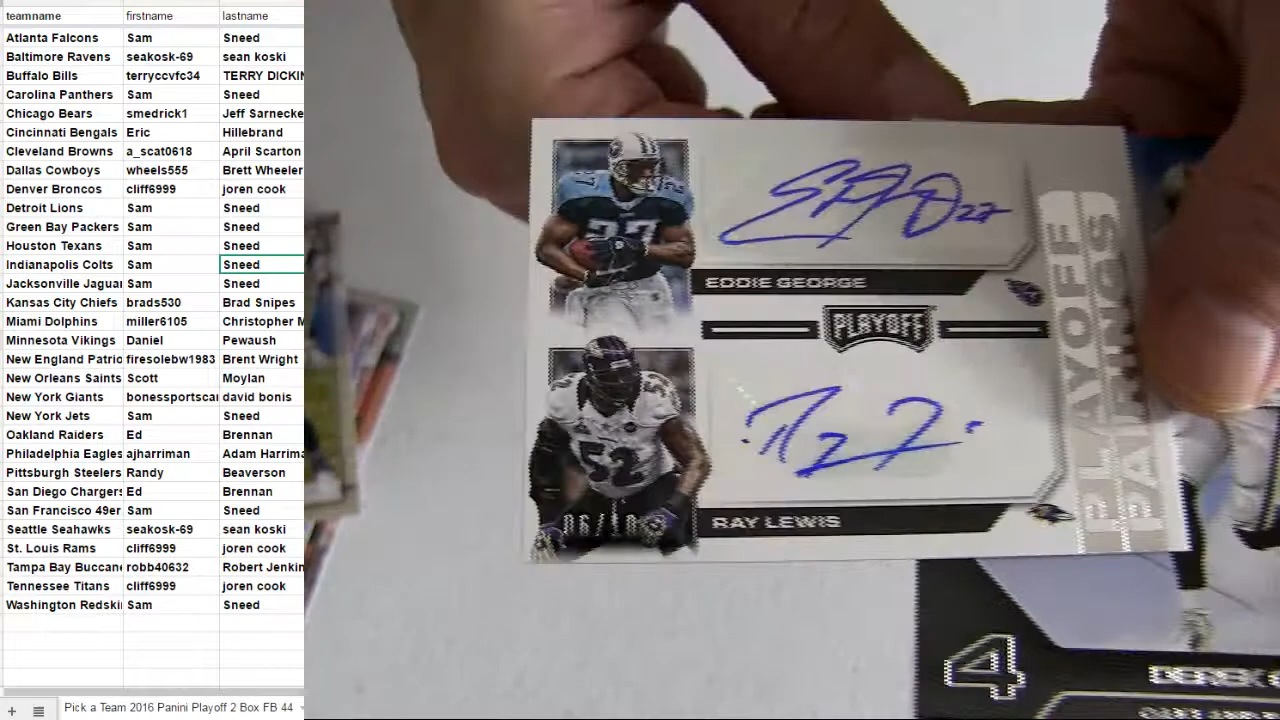 teamname firstname lastname
Atlanta Falcons Sam Sneed
Baltimore Ravens seakosk-69 sean koski
Buffalo Bills terryccvfc34 TERRY DICKIN
Carolina Panthers Sam Sneed
Chicago Bears smedrick1 Jeff Sarnecke
Cincinnati Bengals Eric Hillebrand
Cleveland Browns a_scat0618 April Scarton
Dallas Cowboys wheels555 Brett Wheeler
Denver Broncos cliff6999 joren cook
Detroit Lions Sam Sneed
Green Bay Packers Sam Sneed
Houston Texans Sam Sneed
Indianapolis Colts Sam Sneed
Jacksonville Jaguar Sam Sneed
Kansas City Chiefs brads530 Brad Snipes
Miami Dolphins miller6105 Christopher M
Minnesota Vikings Daniel Pewaush
New England Patrio firesolebw1983 Brent Wright
New Orleans Saints Scott Moylan
New York Giants bonessportscar david bonis
New York Jets Sam Sneed
Oakland Raiders Ed Brennan
Philadelphia Eagles ajharriman Adam Harrima
Pittsburgh Steelers Randy Beaverson
San Diego Chargers Ed Brennan
San Francisco 49er Sam Sneed
Seattle Seahawks seakosk-69 sean koski
St. Louis Rams cliff6999 joren cook
Tampa Bay Buccane robb40632 Robert Jenkin
Tennessee Titans cliff6999 joren cook
Washington Redski Sam Sneed
Pick a Team 2016 Panini Playoff 2 Box FB 44
27
27
EDDIE GEORGE
PLAYOFF
52
RAY LEWIS
PLAYOFF
4
DEREK